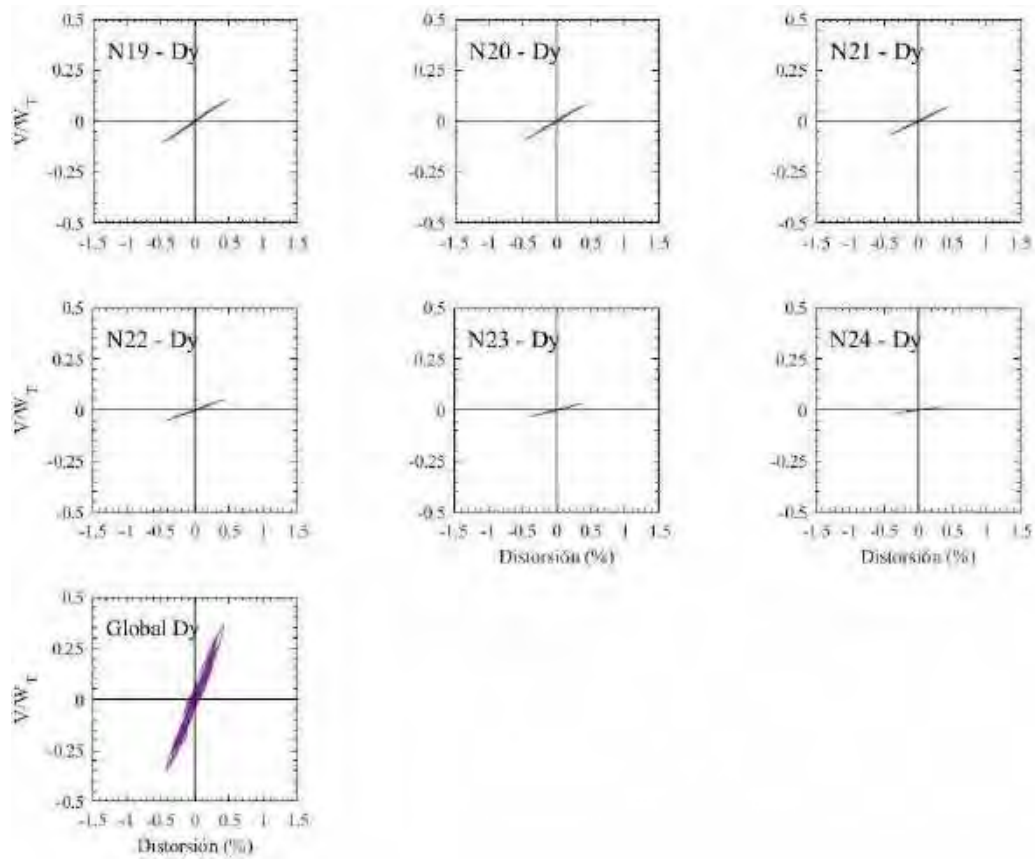 0.5 0.5 0.5
N19 - Dy N20 - Dy N21 - Dy
0.25 0.25 0.25
V/W_T 0 0 0
-0.25 -0.25 -0.25
-0.5 -0.5 -0.5
-1.5 -1 -0.5 0 0.5 1 1.5 -1.5 -1 -0.5 0 0.5 1 1.5 -1.5 -1 -0.5 0 0.5 1 1.5
0.5 0.5 0.5
N22 - Dy N23 - Dy N24 - Dy
0.25 0.25 0.25
V/W_T 0 0 0
-0.25 -0.25 -0.25
-0.5 -0.5 -0.5
-1.5 -1 -0.5 0 0.5 1 1.5 -1.5 -1 -0.5 0 0.5 1 1.5 -1.5 -1 -0.5 0 0.5 1 1.5
Distorsión (%) Distorsión (%)
0.5
Global Dy
0.25
V/W_T 0
-0.25
-0.5
-1.5 -1 -0.5 0 0.5 1 1.5
Distorsión (%)